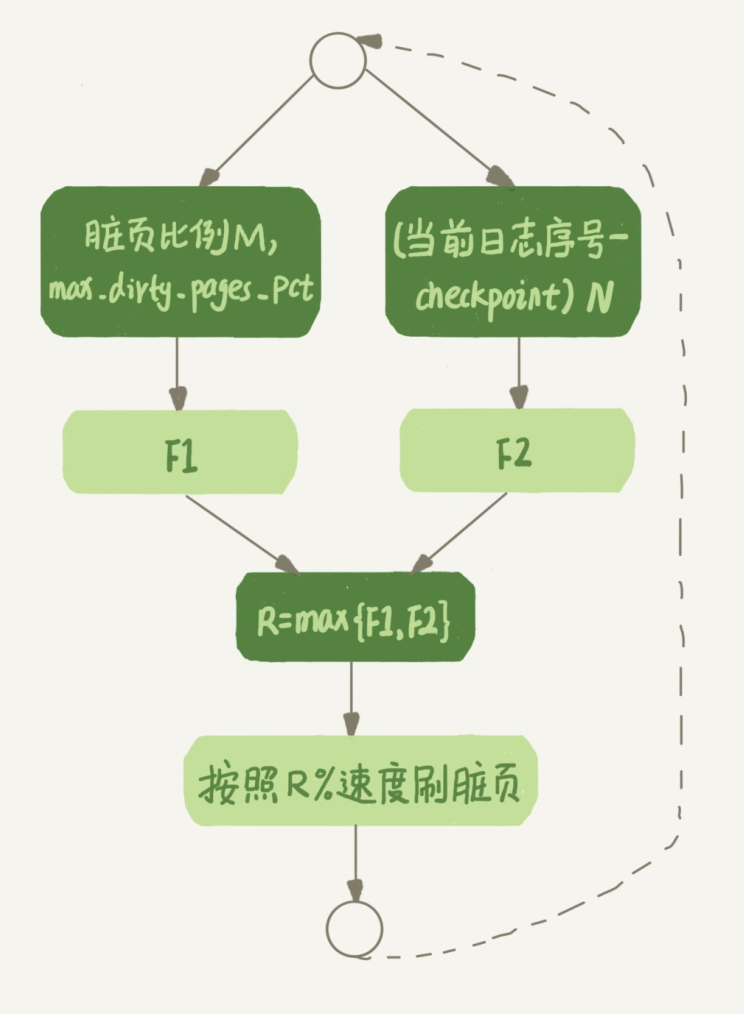 脏页比例M,
max_dirty_pages_Pct
(当前日志序号-
checkpoint) N
F1
F2
R=max{F1,F2}
按照R%速度刷脏页